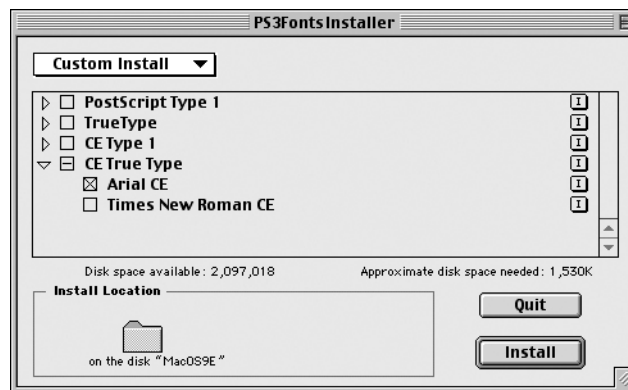 PS3FontsInstaller
Custom Install
PostScript Type 1
TrueType
CE Type 1
CE True Type
Arial CE
Times New Roman CE
Disk space available: 2,097,018 Approximate disk space needed: 1,530K
Install Location
Quit
on the disk "MacOS9E"
Install